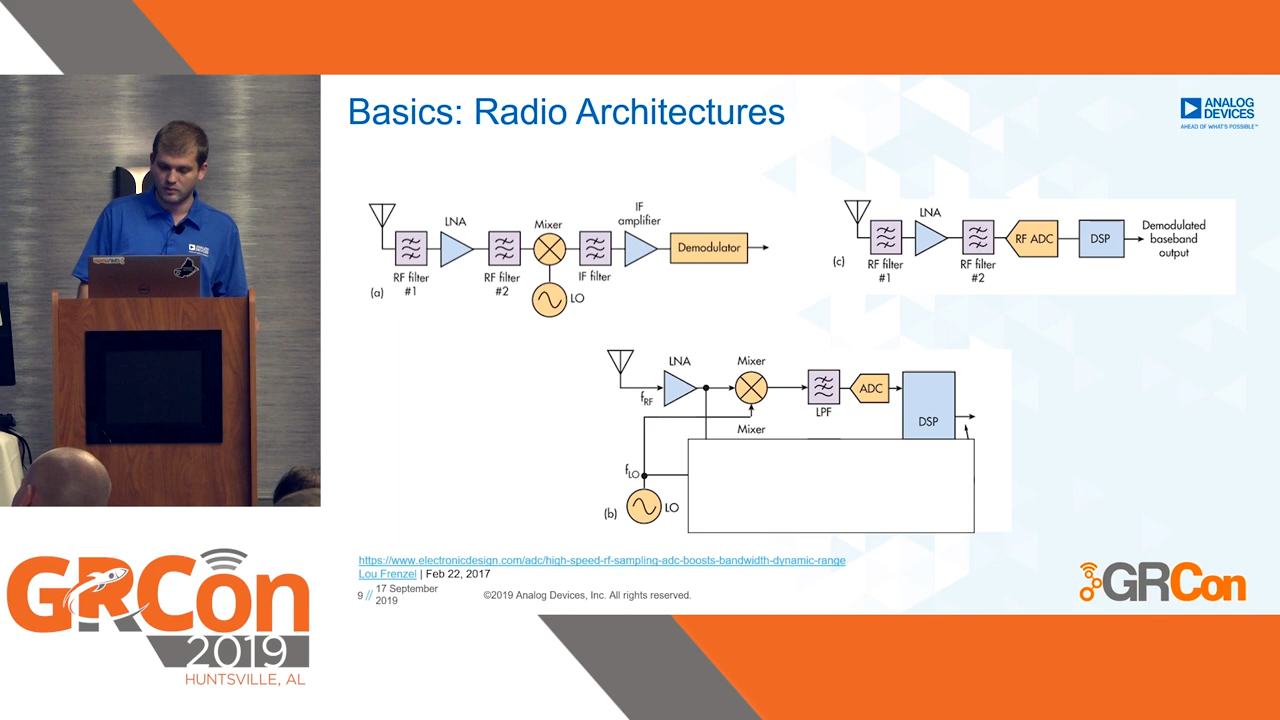 Basics: Radio Architectures
ANALOG
DEVICES
AHEAD OF WHAT'S POSSIBLE™
LNA
Mixer
IF
amplifier
Demodulator
RF filter
#1
RF filter
#2
IF filter
LO
(a)
LNA
RF ADC
DSP
Demodulated
baseband
output
RF filter
#1
RF filter
#2
(c)
LNA
Mixer
fRF
LPF
ADC
DSP
Mixer
fLO
LO
(b)
https://www.electronicdesign.com/adc/high-speed-rf-sampling-adc-boosts-bandwidth-dynamic-range
Lou Frenzel | Feb 22, 2017
9 // 17 September
2019
©2019 Analog Devices, Inc. All rights reserved.
GRCon
GRCon
2019
HUNTSVILLE, AL